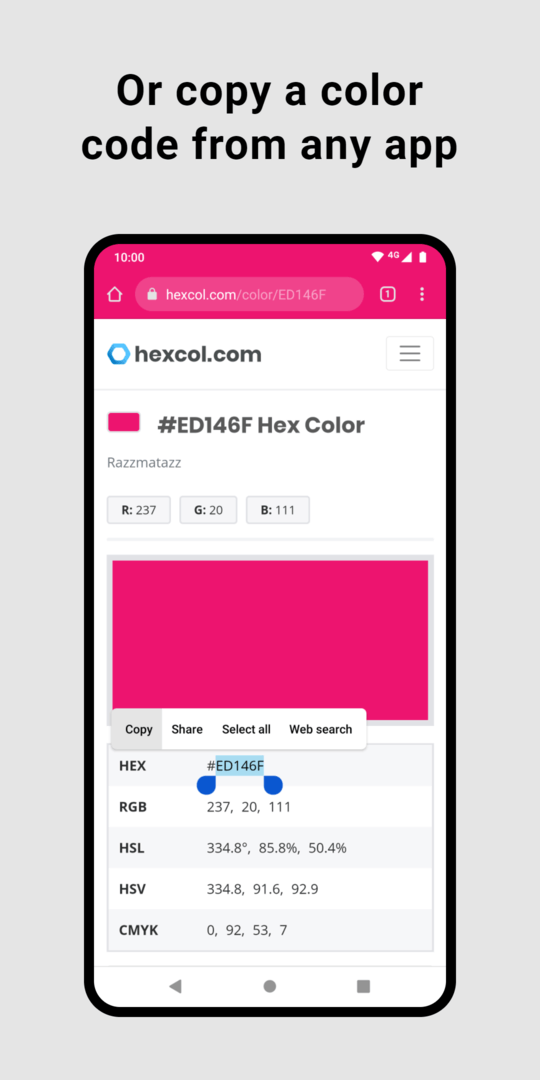 Or copy a color
code from any app
10:00
4G
hexcol.com/color/ED146F
1
hexcol.com
#ED146F Hex Color
Razzmatazz
R: 237 G: 20 B: 111
Copy Share Select all Web search
HEX #ED146F
RGB 237, 20, 111
HSL 334.8°, 85.8%, 50.4%
HSV 334.8, 91.6, 92.9
CMYK 0, 92, 53, 7